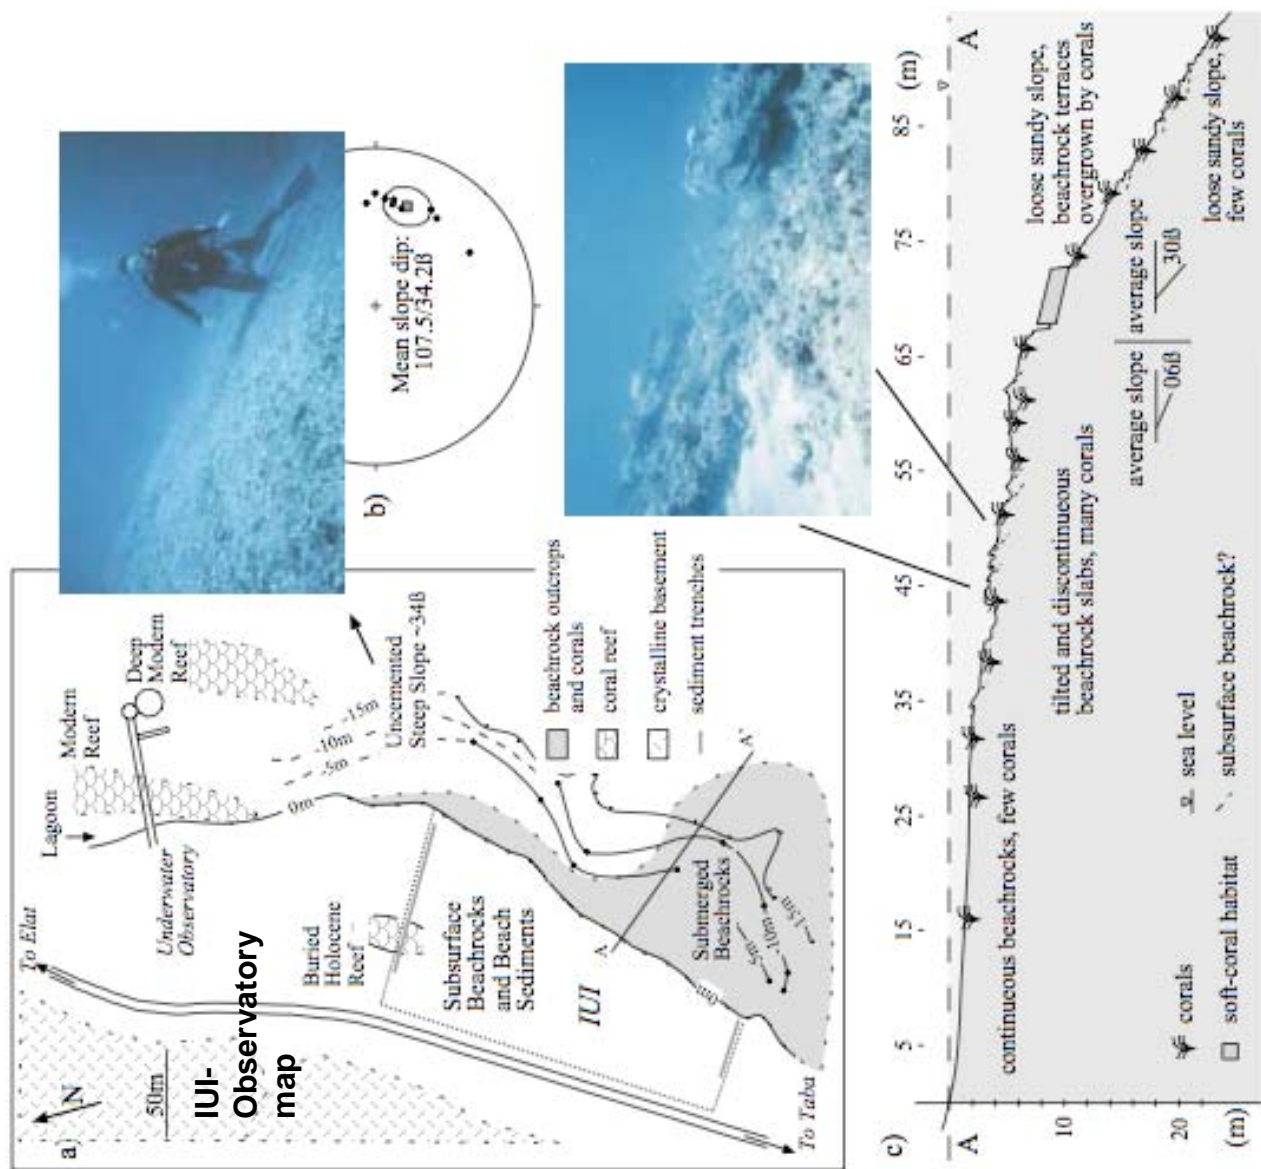 a)
N
50m
IUI-
Observatory
map
To Elat
Lagoon
Modern
Reef
Deep
Modern
Reef
Underwater
Observatory
0m
-5m
-10m
-15m
Uncemented
Steep Slope ~34ß
Buried
Holocene
Reef
Subsurface
Beachrocks
and Beach
Sediments
IUI
A
A'
Submerged
Beachrocks
0m
-5m
-10m
-15m
To Taba
beachrock outcrops
and corals
coral reef
crystalline basement
sediment trenches
b)
Mean slope dip:
107.5/34.2ß
c)
5
15
25
35
45
55
65
75
85
(m)
A
A
10
20
(m)
continuous beachrocks, few corals
tilted and discontinuous
beachrock slabs, many corals
loose sandy slope,
beachrock terraces
overgrown by corals
average slope
06ß
average slope
30ß
loose sandy slope,
few corals
corals
sea level
soft-coral habitat
subsurface beachrock?